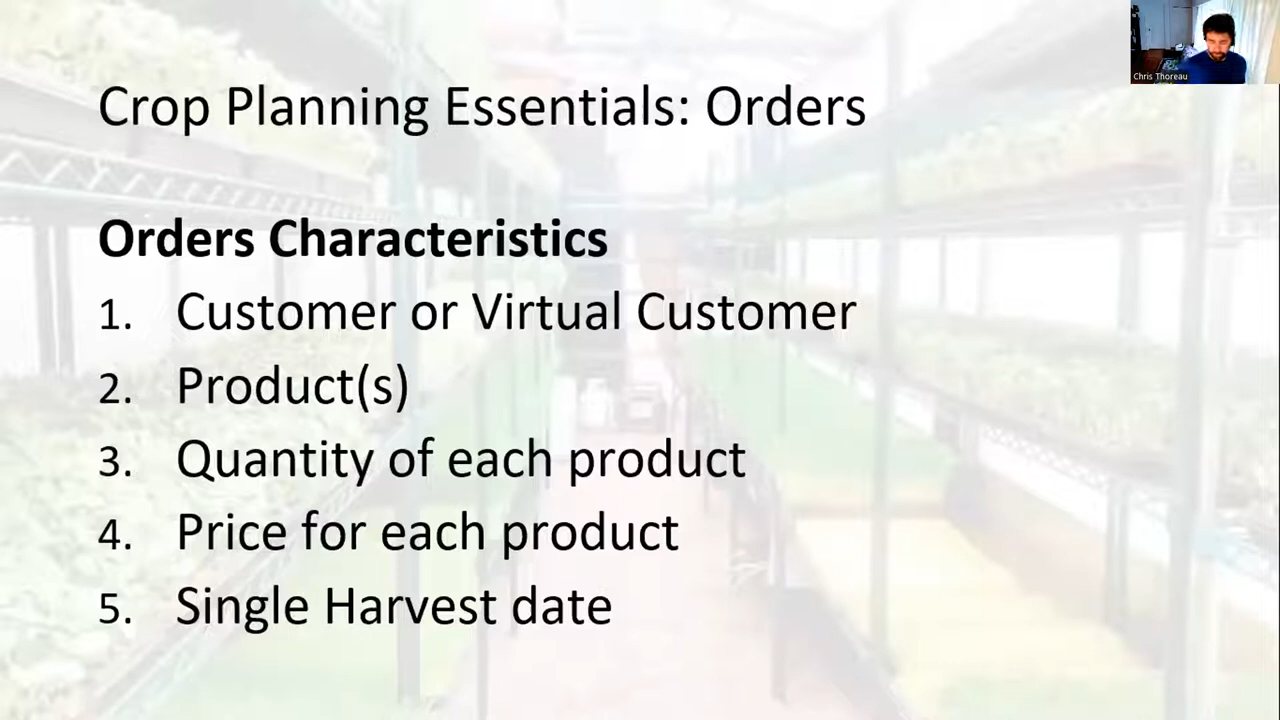 Chris Thoreau
Crop Planning Essentials: Orders
Orders Characteristics
1. Customer or Virtual Customer
2. Product(s)
3. Quantity of each product
4. Price for each product
5. Single Harvest date